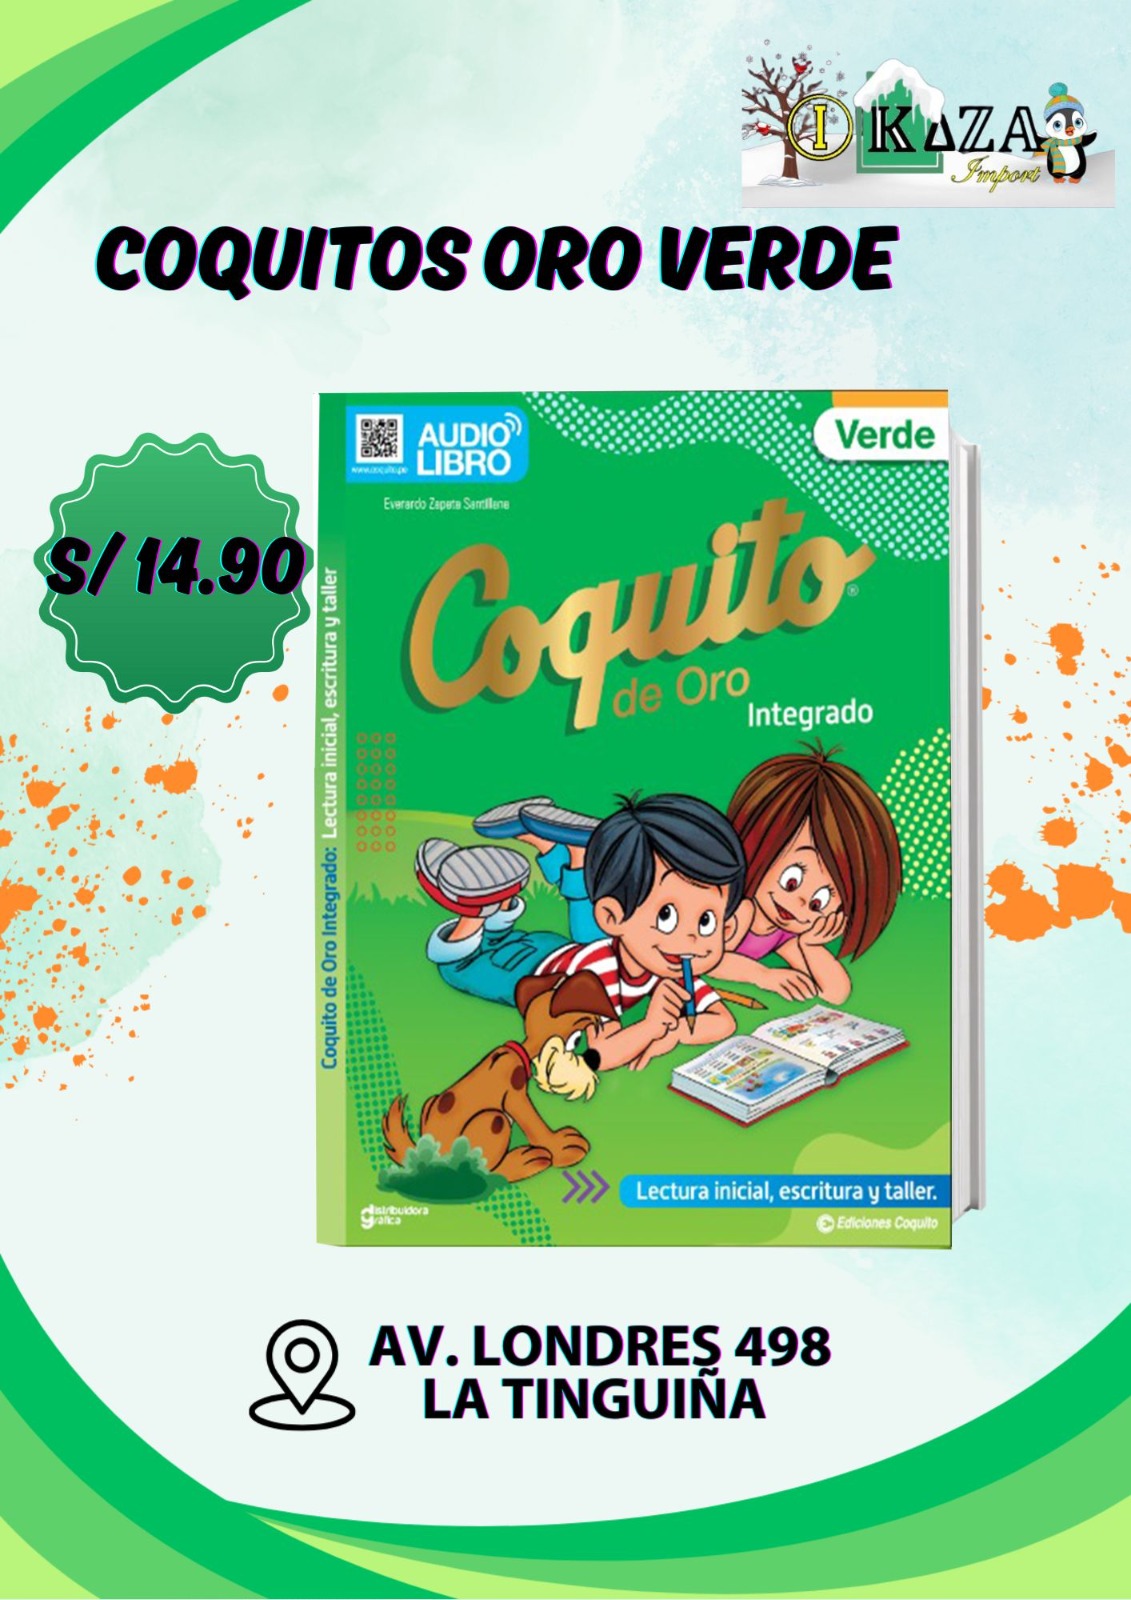 I KAZA
Import
COQUITOS ORO VERDE
S/ 14.90
AUDIO
LIBRO
www.coquito.pe
Verde
Everardo Zapata Santillana
Coquito
de Oro
Integrado
Coquito de Oro Integrado: Lectura inicial, escritura y taller
Lectura inicial, escritura y taller.
distribuidora
gráfica
Ediciones Coquito
AV. LONDRES 498
LA TINGUIÑA